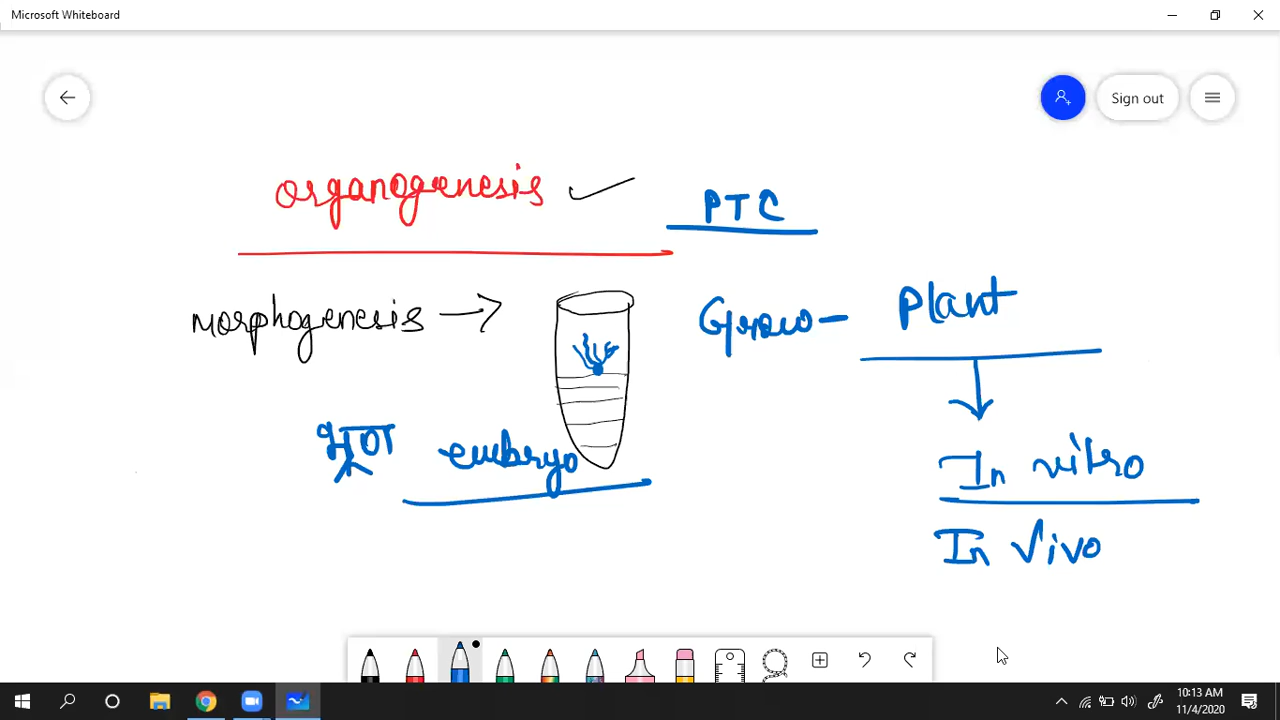 Microsoft Whiteboard
Sign out
organogenesis
PTC
morphogenesis →
Grow - Plant
भ्रूण embryo
In vitro
In vivo
10:13 AM
11/4/2020